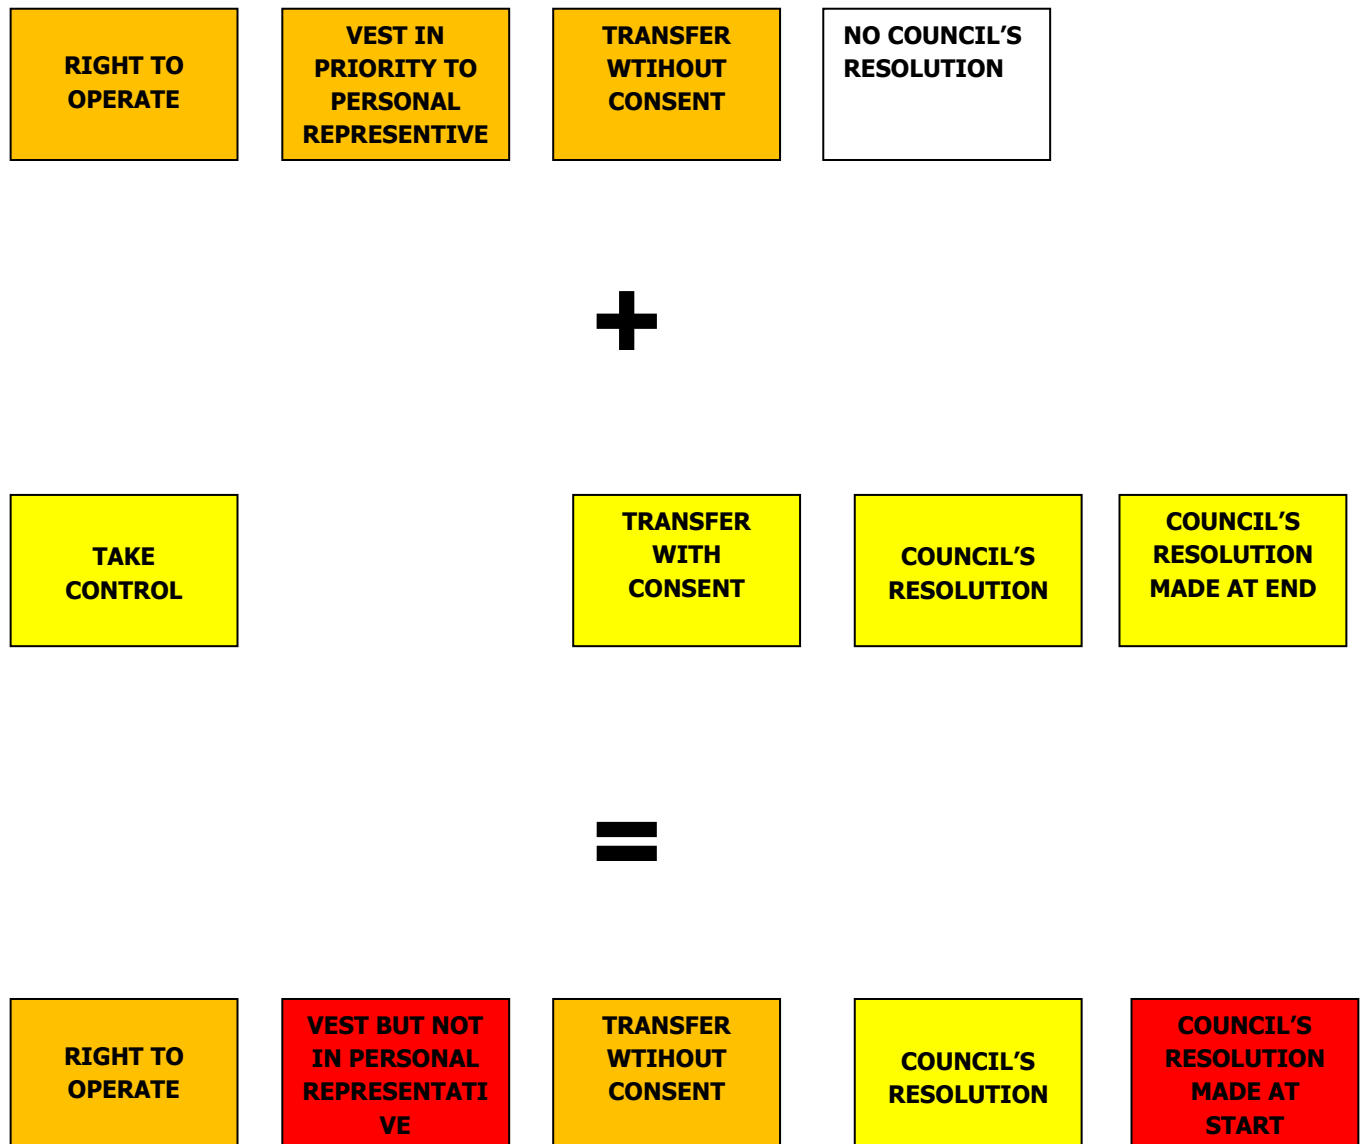 RIGHT TO
OPERATE
VEST IN
PRIORITY TO
PERSONAL
REPRESENTIVE
TRANSFER
WTIHOUT
CONSENT
NO COUNCIL’S
RESOLUTION
+
TAKE
CONTROL
TRANSFER
WITH
CONSENT
COUNCIL’S
RESOLUTION
COUNCIL’S
RESOLUTION
MADE AT END
=
RIGHT TO
OPERATE
VEST BUT NOT
IN PERSONAL
REPRESENTATI
VE
TRANSFER
WTIHOUT
CONSENT
COUNCIL’S
RESOLUTION
COUNCIL’S
RESOLUTION
MADE AT
START